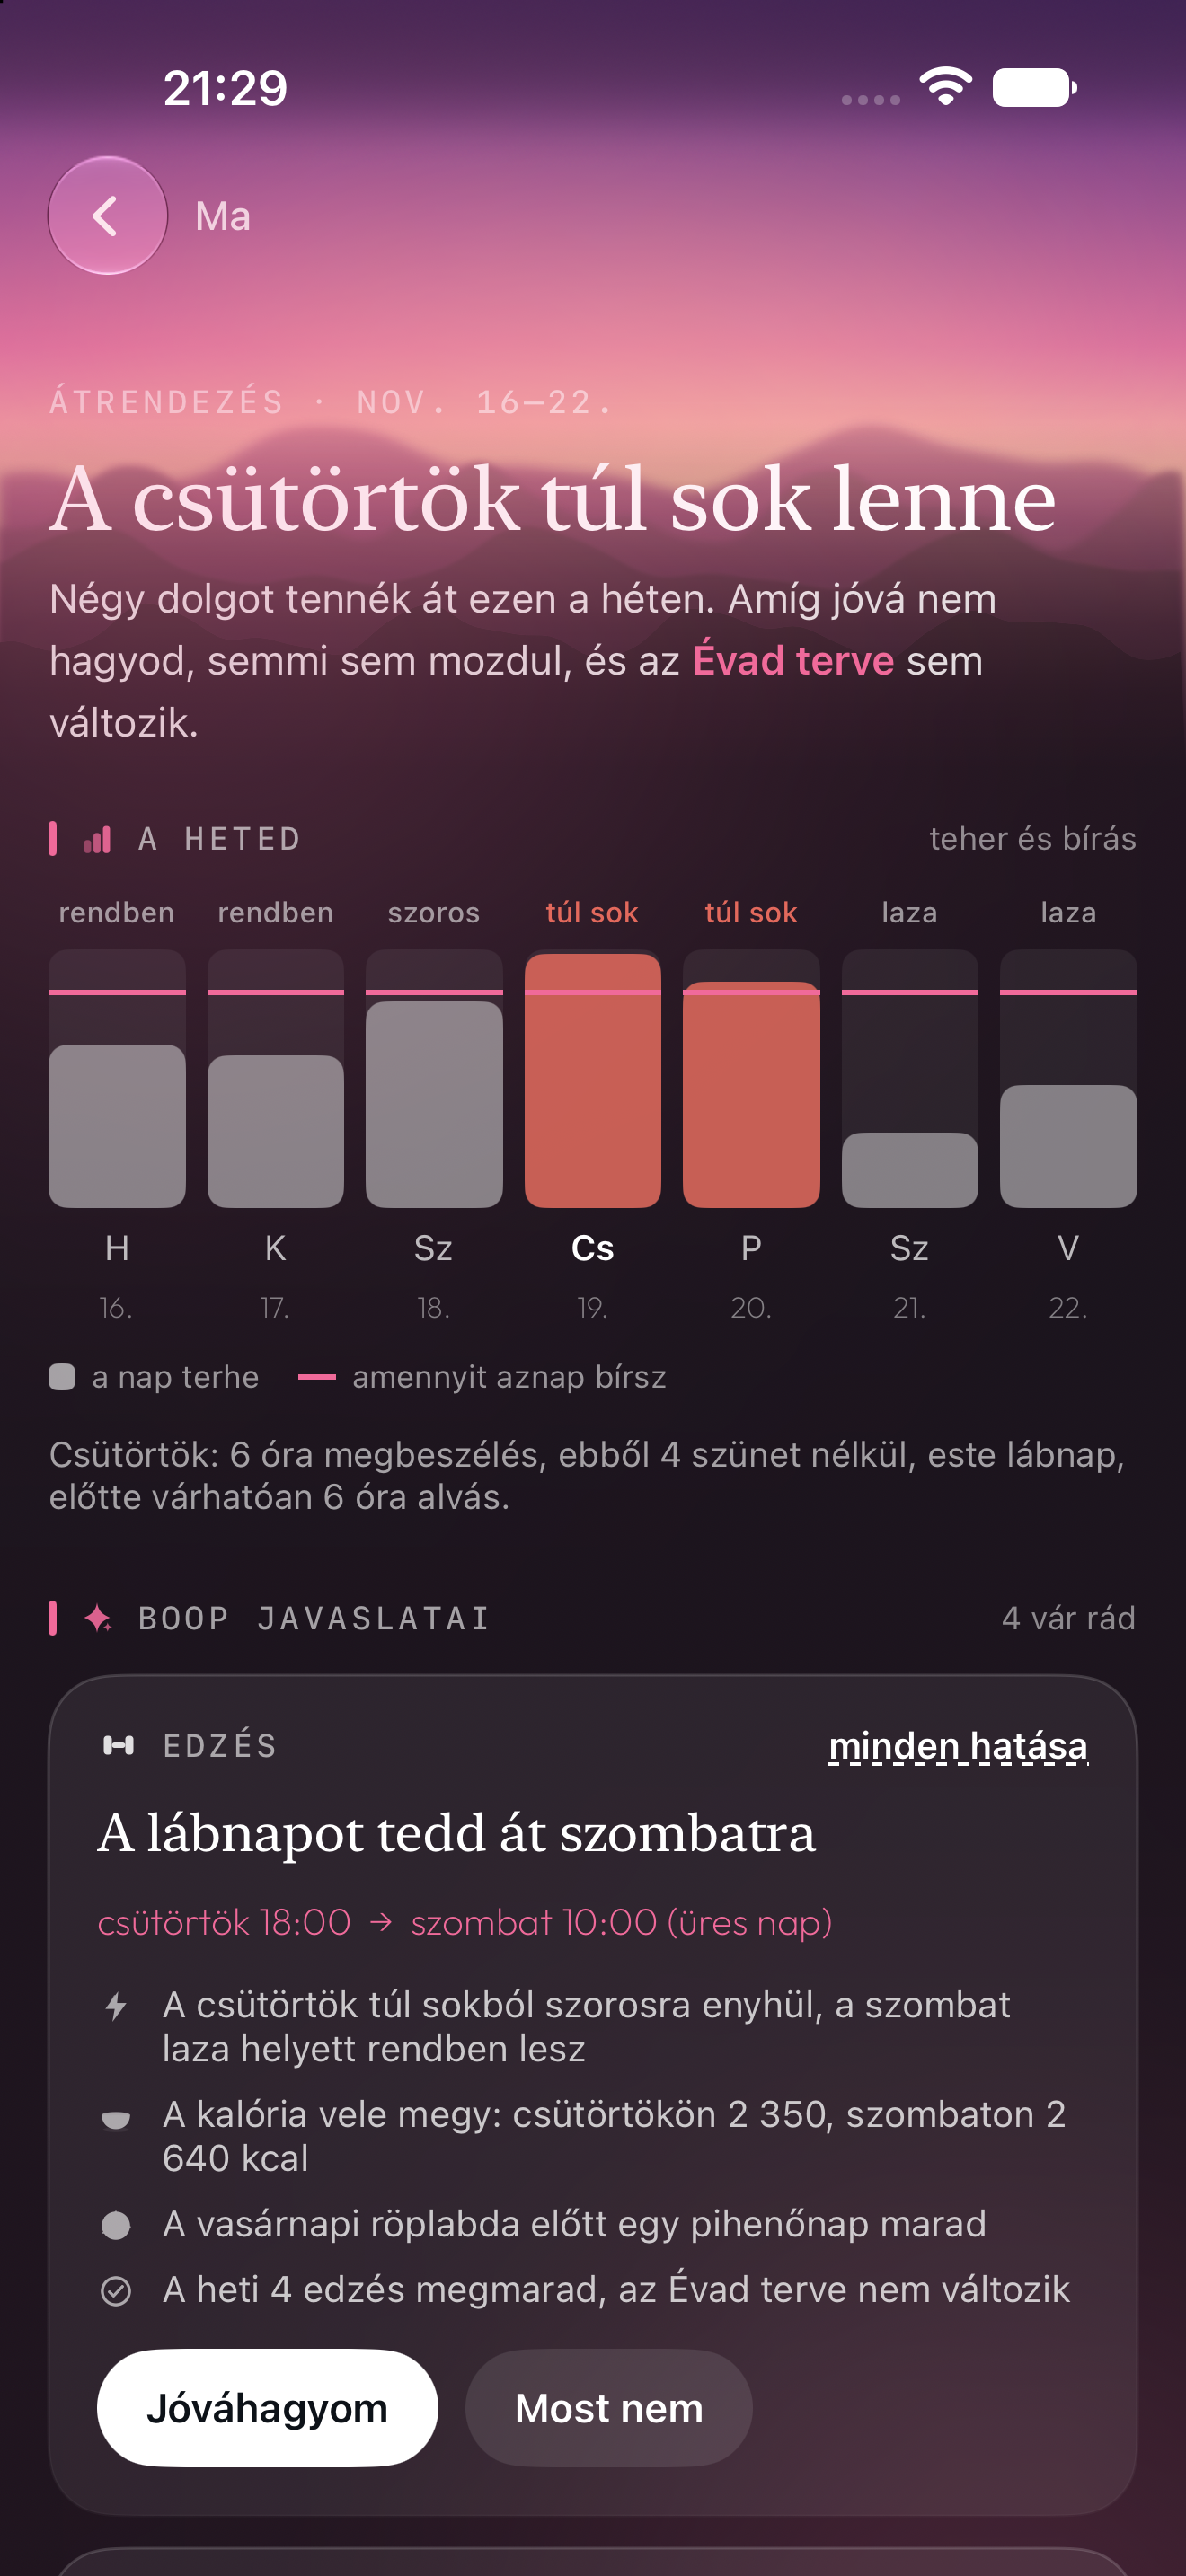 21:29
Ma
ÁTRENDEZÉS · NOV. 16–22.
A csütörtök túl sok lenne
Négy dolgot tennék át ezen a héten. Amíg jóvá nem
hagyod, semmi sem mozdul, és az Évad terve sem
változik.
A HETED
teher és bírás
rendben rendben szoros túl sok túl sok laza laza
H K Sz Cs P Sz V
16. 17. 18. 19. 20. 21. 22.
a nap terhe amennyit aznap bírsz
Csütörtök: 6 óra megbeszélés, ebből 4 szünet nélkül, este lábnap,
előtte várhatóan 6 óra alvás.
BOOP JAVASLATAI
4 vár rád
EDZÉS
minden hatása
A lábnapot tedd át szombatra
csütörtök 18:00 → szombat 10:00 (üres nap)
A csütörtök túl sokból szorosra enyhül, a szombat
laza helyett rendben lesz
A kalória vele megy: csütörtökön 2 350, szombaton 2
640 kcal
A vasárnapi röplabda előtt egy pihenőnap marad
A heti 4 edzés megmarad, az Évad terve nem változik
Jóváhagyom
Most nem